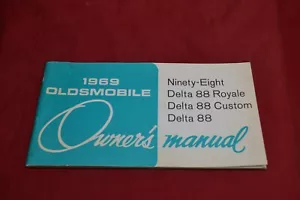 1969
OLDSMOBILE
Ninety-Eight
Delta 88 Royale
Delta 88 Custom
Delta 88
Owner's manual